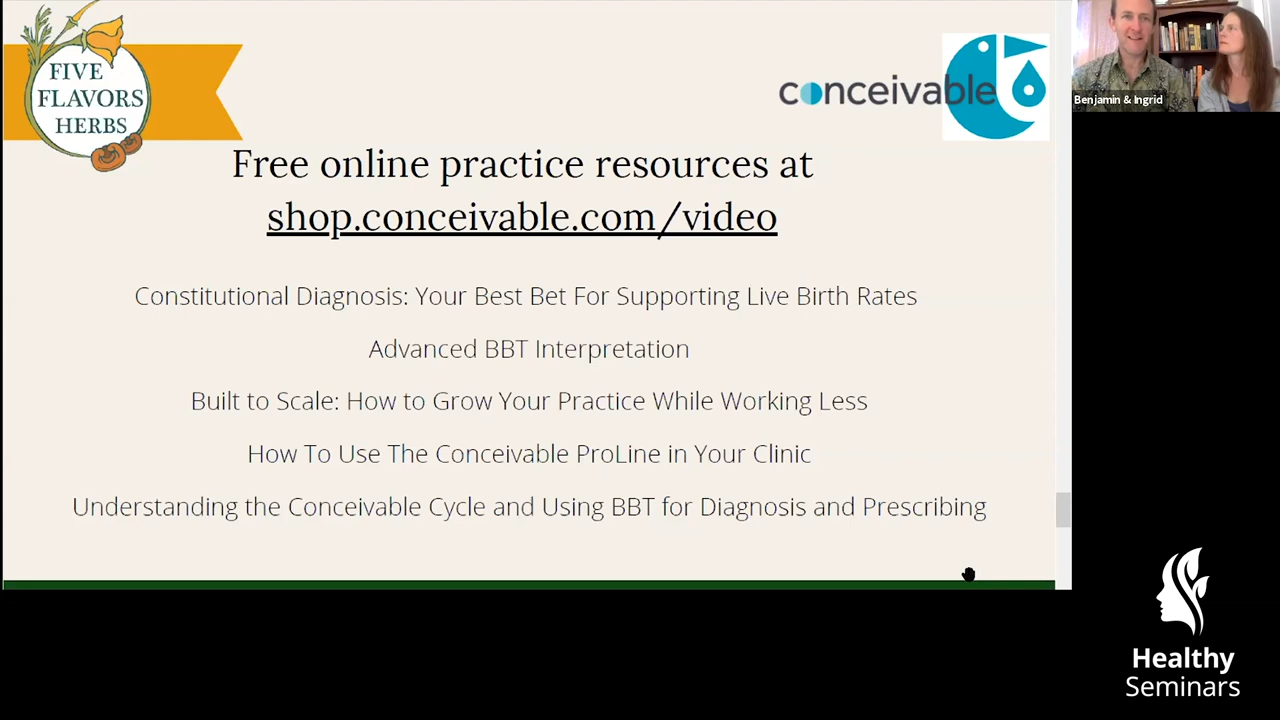 FIVE
FLAVORS
HERBS
conceivable
Free online practice resources at
shop.conceivable.com/video
Constitutional Diagnosis: Your Best Bet For Supporting Live Birth Rates
Advanced BBT Interpretation
Built to Scale: How to Grow Your Practice While Working Less
How To Use The Conceivable ProLine in Your Clinic
Understanding the Conceivable Cycle and Using BBT for Diagnosis and Prescribing
Benjamin & Ingrid
Healthy
Seminars